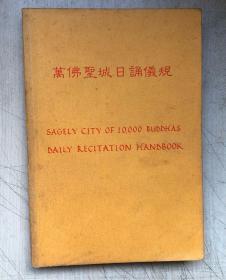 萬佛聖城日誦儀規
SAGELY CITY OF 10,000 BUDDHAS
DAILY RECITATION HANDBOOK